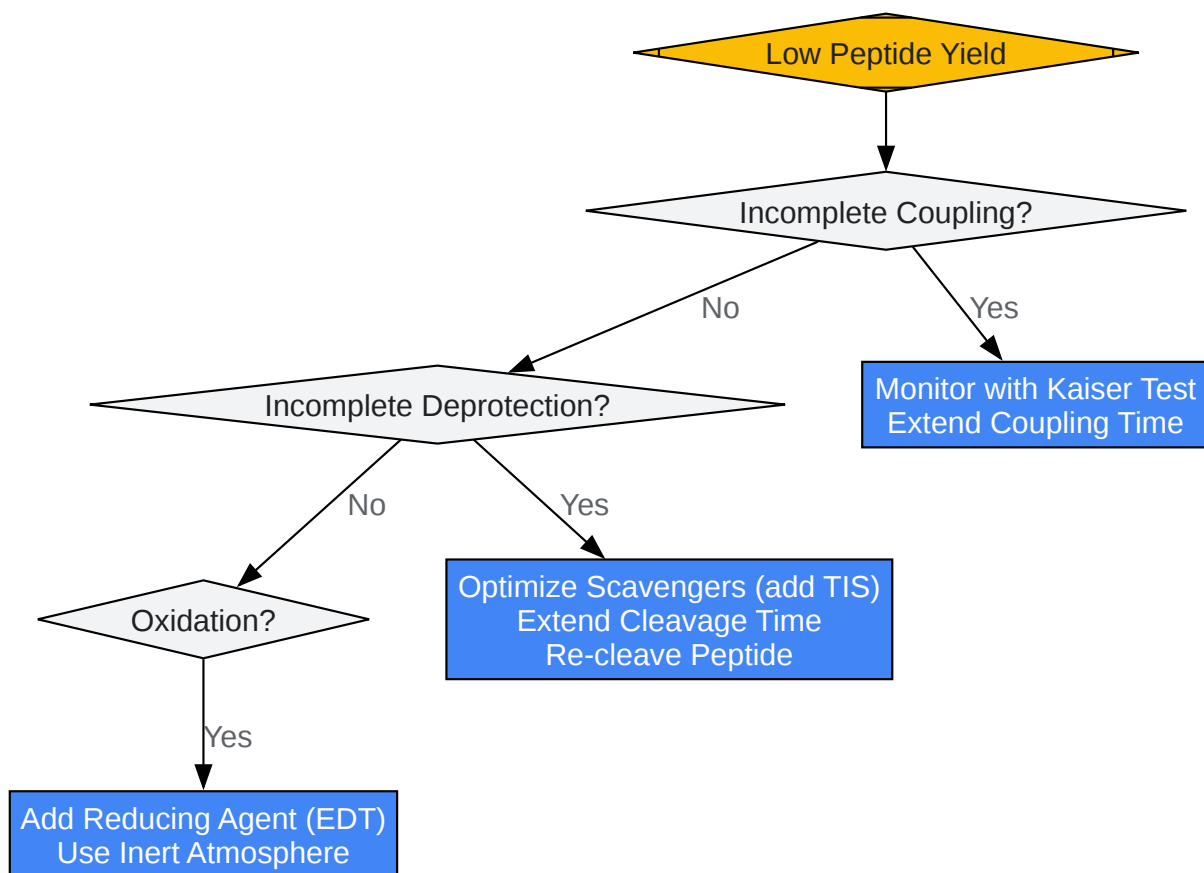 Low Peptide Yield
Incomplete Coupling?
No
Yes
Incomplete Deprotection?
Monitor with Kaiser Test
Extend Coupling Time
No
Yes
Oxidation?
Optimize Scavengers (add TIS)
Extend Cleavage Time
Re-cleave Peptide
Yes
Add Reducing Agent (EDT)
Use Inert Atmosphere